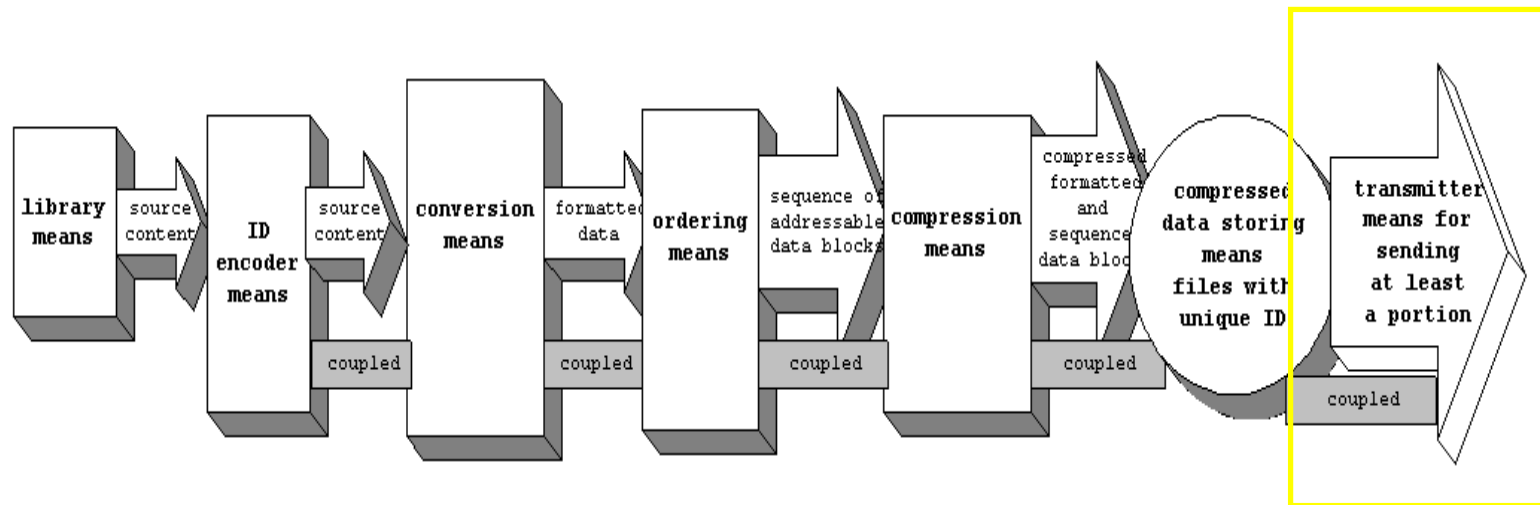 library
means
source
content
ID
encoder
means
source
content
coupled
conversion
means
formatted
data
coupled
ordering
means
sequence of
addressable
data blocks
coupled
compression
means
compressed
formatted
and
sequence
data block
coupled
compressed
data storing
means
files with
unique ID
coupled
transmitter
means for
sending
at least
a portion